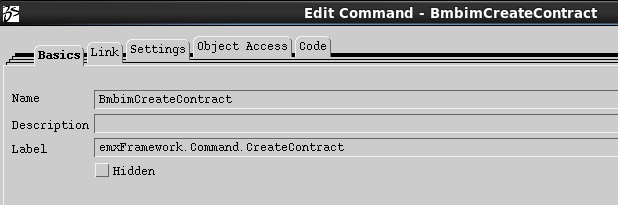 Edit Command - BmbimCreateContract
Basics Link Settings Object Access Code
Name BmbimCreateContract
Description
Label emxFramework.Command.CreateContract
Hidden